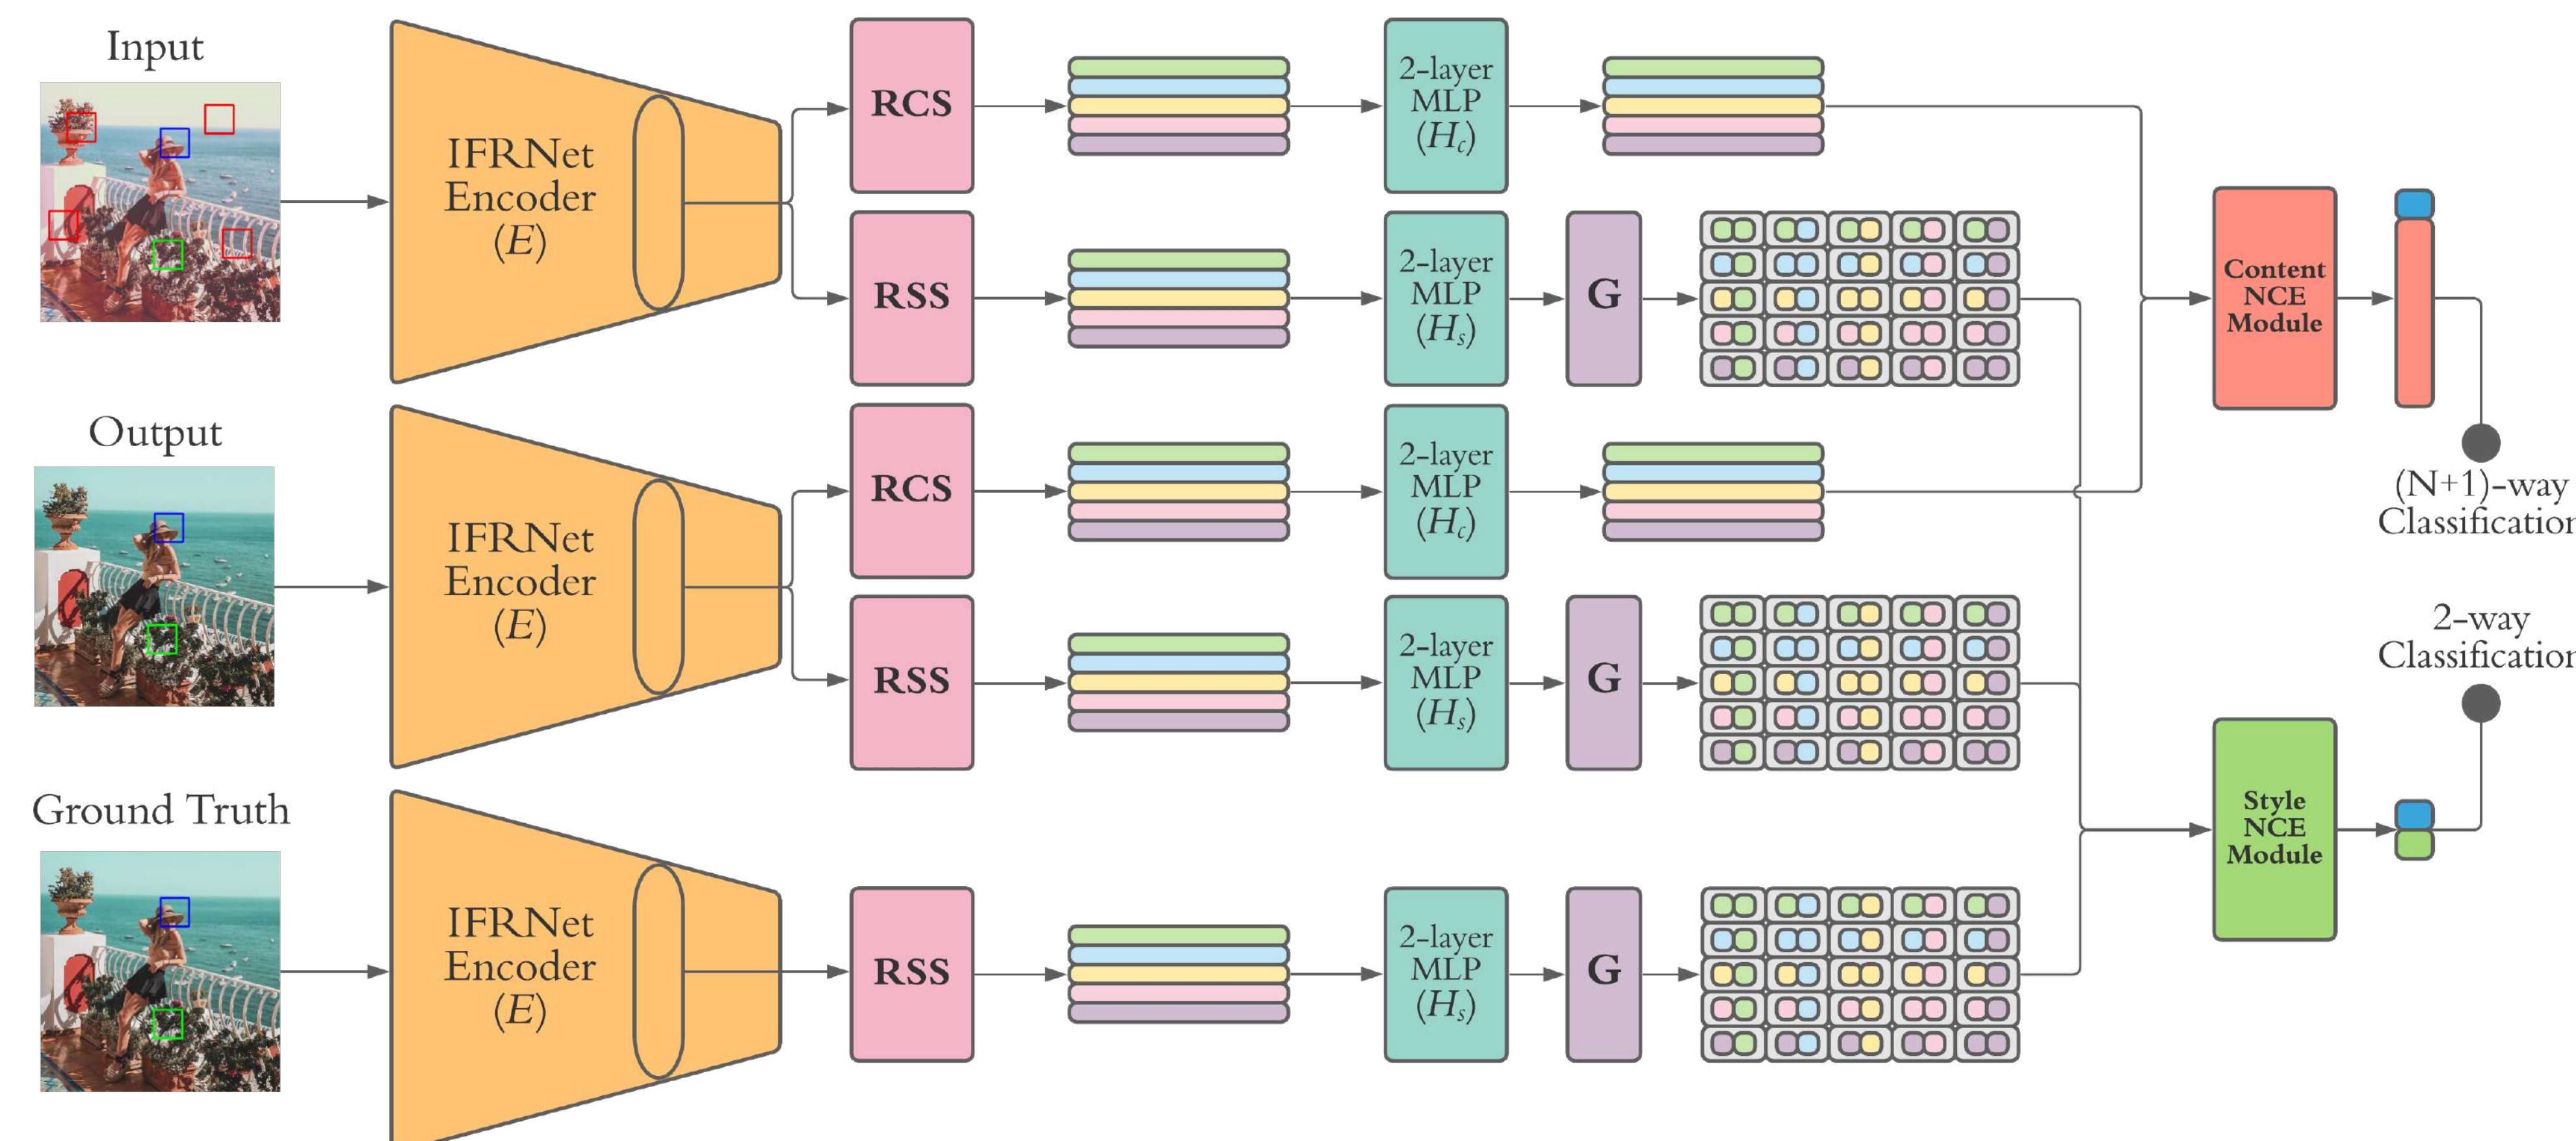 Input
IFRNet
Encoder
(E)
RCS
2-layer
MLP
(Hc)
RSS
2-layer
MLP
(Hs)
G
Output
IFRNet
Encoder
(E)
RCS
2-layer
MLP
(Hc)
RSS
2-layer
MLP
(Hs)
G
Ground Truth
IFRNet
Encoder
(E)
RSS
2-layer
MLP
(Hs)
G
Content
NCE
Module
(N+1)-way
Classification
2-way
Classification
Style
NCE
Module